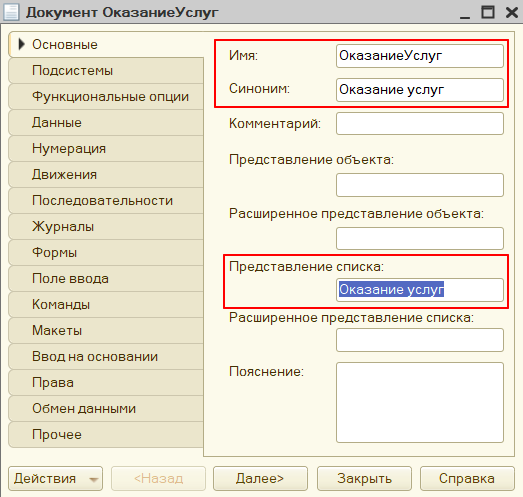 Документ ОказаниеУслуг
Основные
Подсистемы
Функциональные опции
Данные
Нумерация
Движения
Последовательности
Журналы
Формы
Поле ввода
Команды
Макеты
Ввод на основании
Права
Обмен данными
Прочее
Имя: ОказаниеУслуг
Синоним: Оказание услуг
Комментарий:
Представление объекта:
Расширенное представление объекта:
Представление списка:
Оказание услуг
Расширенное представление списка:
Пояснение:
Действия <Назад Далее> Закрыть Справка